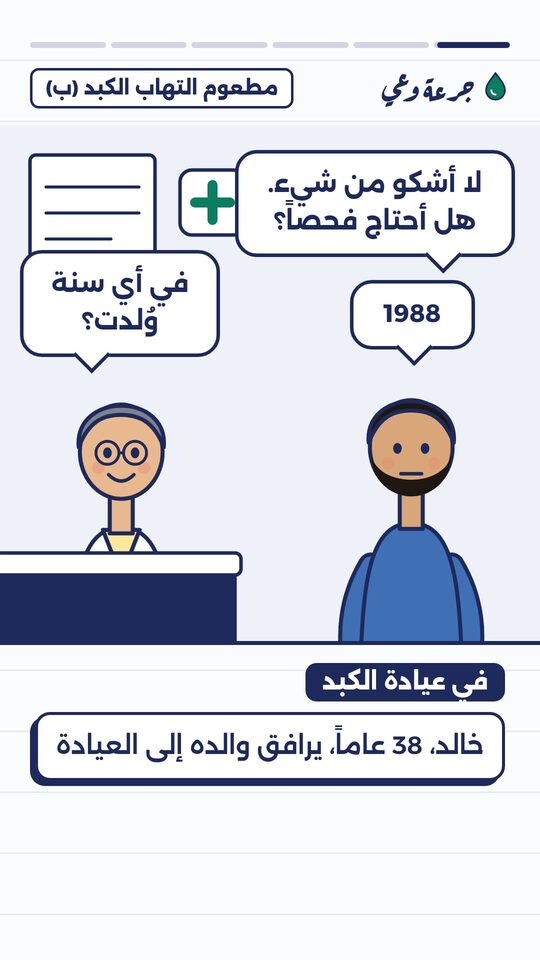 جرعة وعي
مطعوم التهاب الكبد (ب)
لا أشكو من شيء.
هل أحتاج فحصاً؟
في أي سنة
وُلدت؟
1988
في عيادة الكبد
خالد، 38 عاماً، يرافق والده إلى العيادة